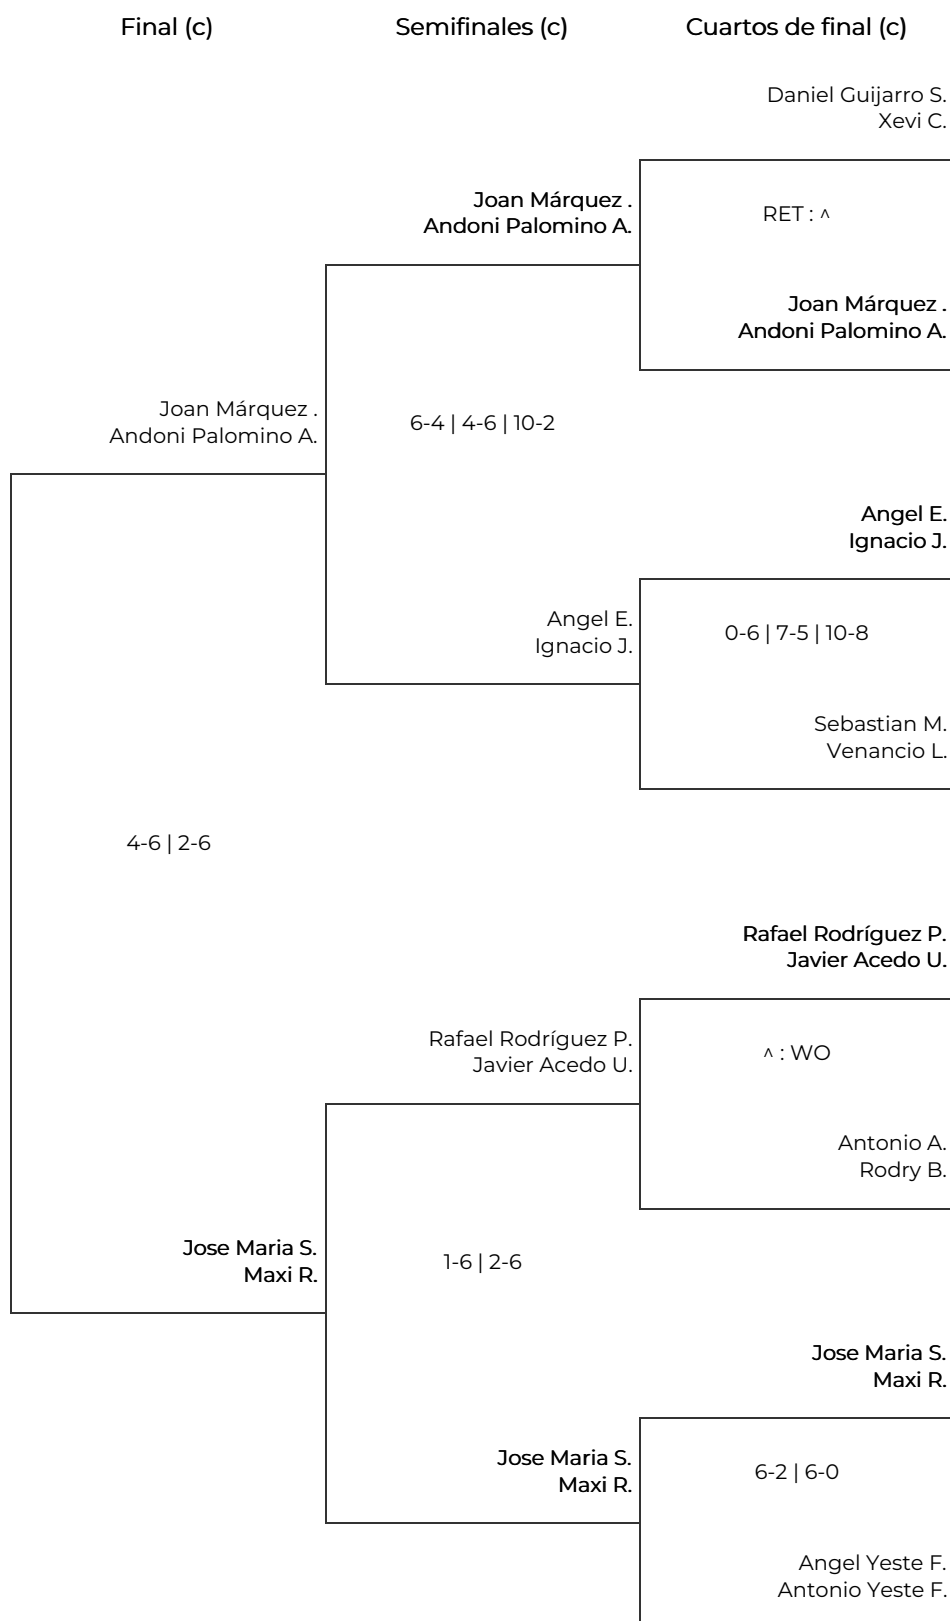 Final (c)
Semifinales (c)
Cuartos de final (c)
Daniel Guijarro S.
Xevi C.
Joan Márquez .
Andoni Palomino A.
RET : ^
Joan Márquez .
Andoni Palomino A.
Joan Márquez .
Andoni Palomino A.
6-4 | 4-6 | 10-2
Angel E.
Ignacio J.
Angel E.
Ignacio J.
0-6 | 7-5 | 10-8
Sebastian M.
Venancio L.
4-6 | 2-6
Rafael Rodríguez P.
Javier Acedo U.
Rafael Rodríguez P.
Javier Acedo U.
^ : WO
Antonio A.
Rodry B.
Jose Maria S.
Maxi R.
1-6 | 2-6
Jose Maria S.
Maxi R.
Jose Maria S.
Maxi R.
6-2 | 6-0
Angel Yeste F.
Antonio Yeste F.